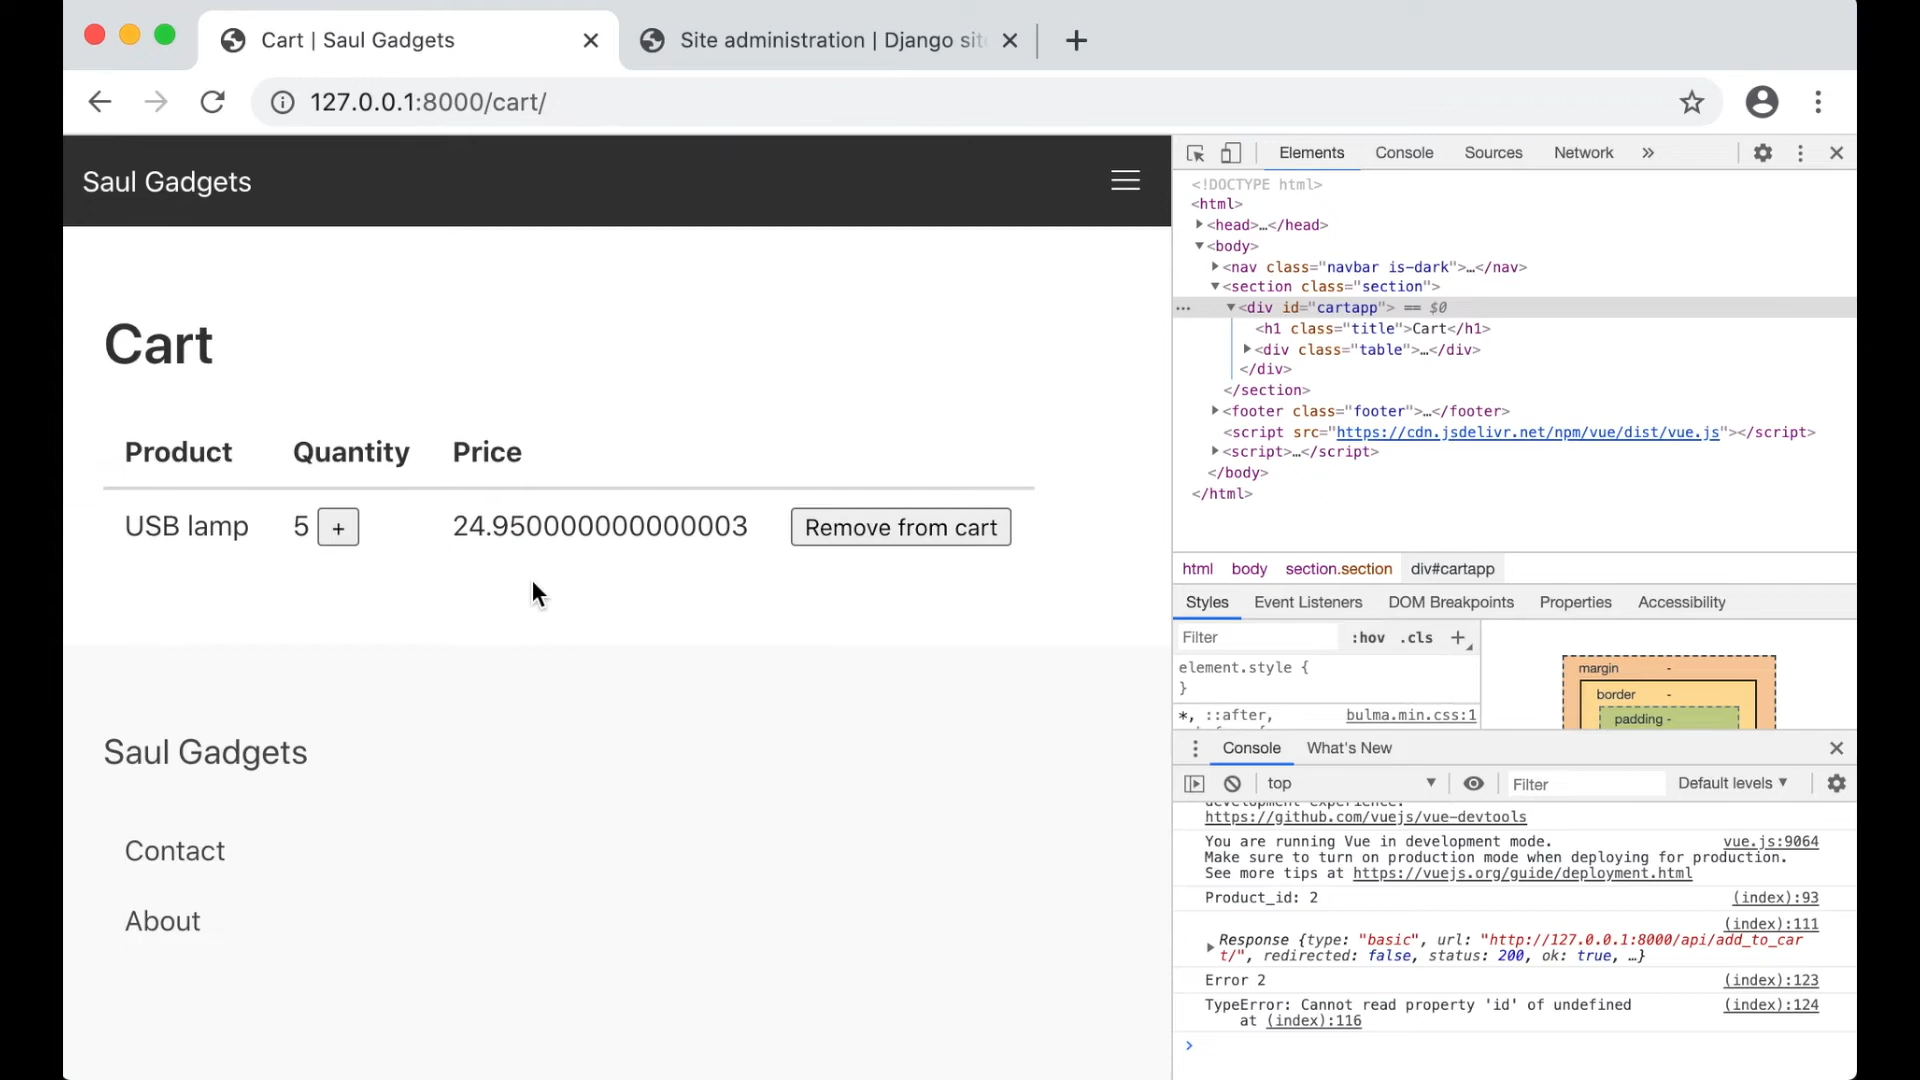 Cart | Saul Gadgets
Site administration | Django sit
127.0.0.1:8000/cart/
Saul Gadgets
Cart
Product Quantity Price
USB lamp 5 + 24.950000000000003 Remove from cart
Saul Gadgets
Contact
About
Elements Console Sources Network »
<!DOCTYPE html>
<html>
<head>…</head>
<body>
<nav class="navbar is-dark">…</nav>
<section class="section">
<div id="cartapp"> == $0
<h1 class="title">Cart</h1>
<div class="table">…</div>
</div>
</section>
<footer class="footer">…</footer>
<script src="https://cdn.jsdelivr.net/npm/vue/dist/vue.js"></script>
<script>…</script>
</body>
</html>
html body section.section div#cartapp
Styles Event Listeners DOM Breakpoints Properties Accessibility
Filter :hov .cls +
element.style {
}
*, ::after, bulma.min.css:1
margin -
border -
padding -
Console What's New
top Filter Default levels
development experience:
https://github.com/vuejs/vue-devtools
You are running Vue in development mode. vue.js:9064
Make sure to turn on production mode when deploying for production.
See more tips at https://vuejs.org/guide/deployment.html
Product_id: 2 (index):93
(index):111
Response {type: "basic", url: "http://127.0.0.1:8000/api/add_to_car
t/", redirected: false, status: 200, ok: true, …}
Error 2 (index):123
TypeError: Cannot read property 'id' of undefined (index):124
at (index):116